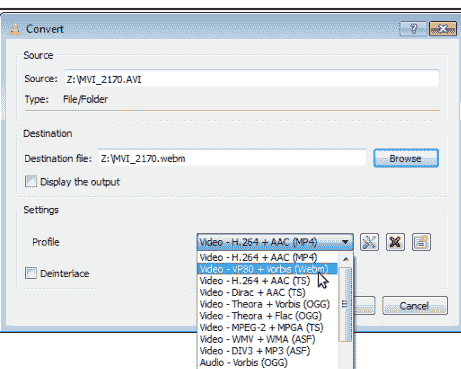 Convert
Source
Source: Z:\MVI_2170.AVI
Type: File/Folder
Destination
Destination file: Z:\MVI_2170.webm
Browse
Display the output
Settings
Profile
Video - H.264 + AAC (MP4)
Video - H.264 + AAC (MP4)
Video - VP80 + Vorbis (Webm)
Video - H.264 + AAC (TS)
Video - Dirac + AAC (TS)
Video - Theora + Vorbis (OGG)
Video - Theora + Flac (OGG)
Video - MPEG-2 + MPGA (TS)
Video - WMV + WMA (ASF)
Video - DIV3 + MP3 (ASF)
Audio - Vorbis (OGG)
Deinterlace
Cancel